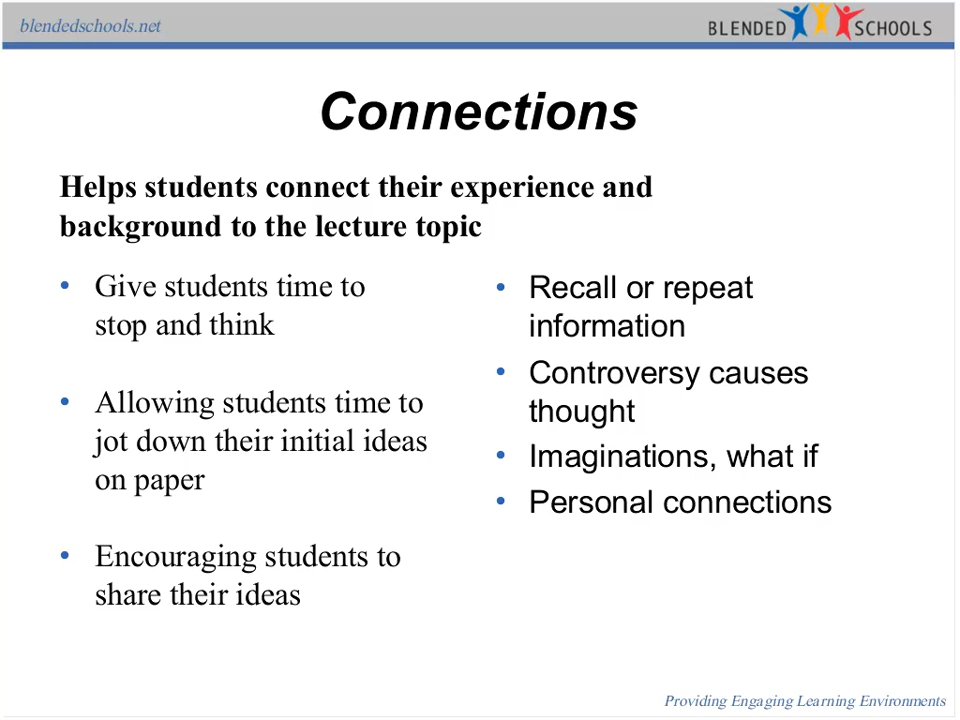 blendedschools.net
BLENDED SCHOOLS
Connections
Helps students connect their experience and
background to the lecture topic
• Give students time to
stop and think
• Allowing students time to
jot down their initial ideas
on paper
• Encouraging students to
share their ideas
• Recall or repeat
information
• Controversy causes
thought
• Imaginations, what if
• Personal connections
Providing Engaging Learning Environments